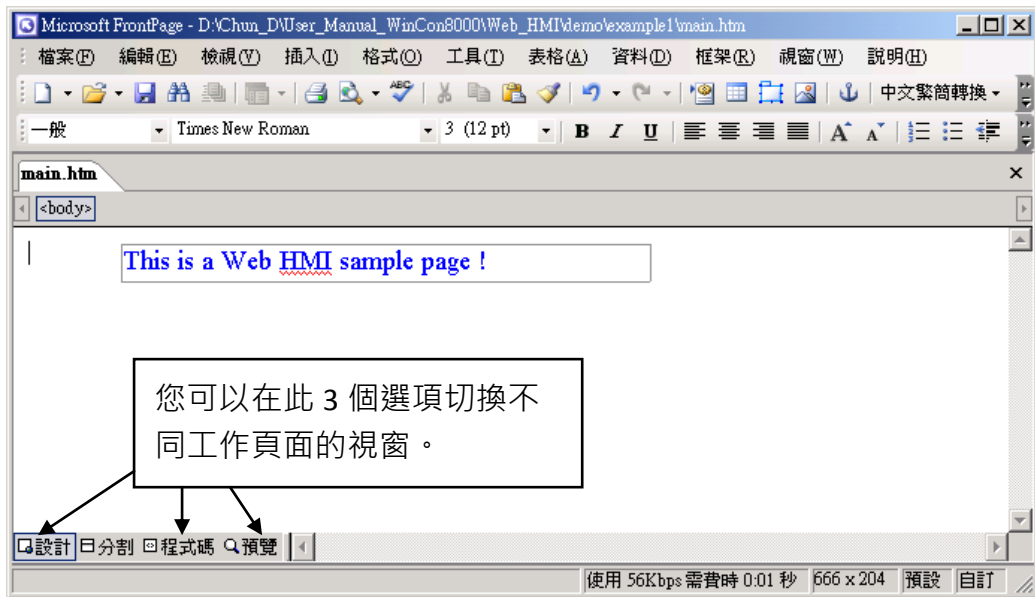 Microsoft FrontPage - D:\Chun_D\User_Manual_WinCon8000\Web_HMI\demo\example1\main.htm
檔案(F) 編輯(E) 檢視(V) 插入(I) 格式(O) 工具(T) 表格(A) 資料(D) 框架(R) 視窗(W) 說明(H)
中文繁簡轉換
一般 Times New Roman 3 (12 pt) B I U A A
main.htm
<body>
This is a Web HMI sample page !
您可以在此 3 個選項切換不
同工作頁面的視窗。
設計 分割 程式碼 預覽
使用 56Kbps 需費時 0:01 秒 666 x 204 預設 自訂